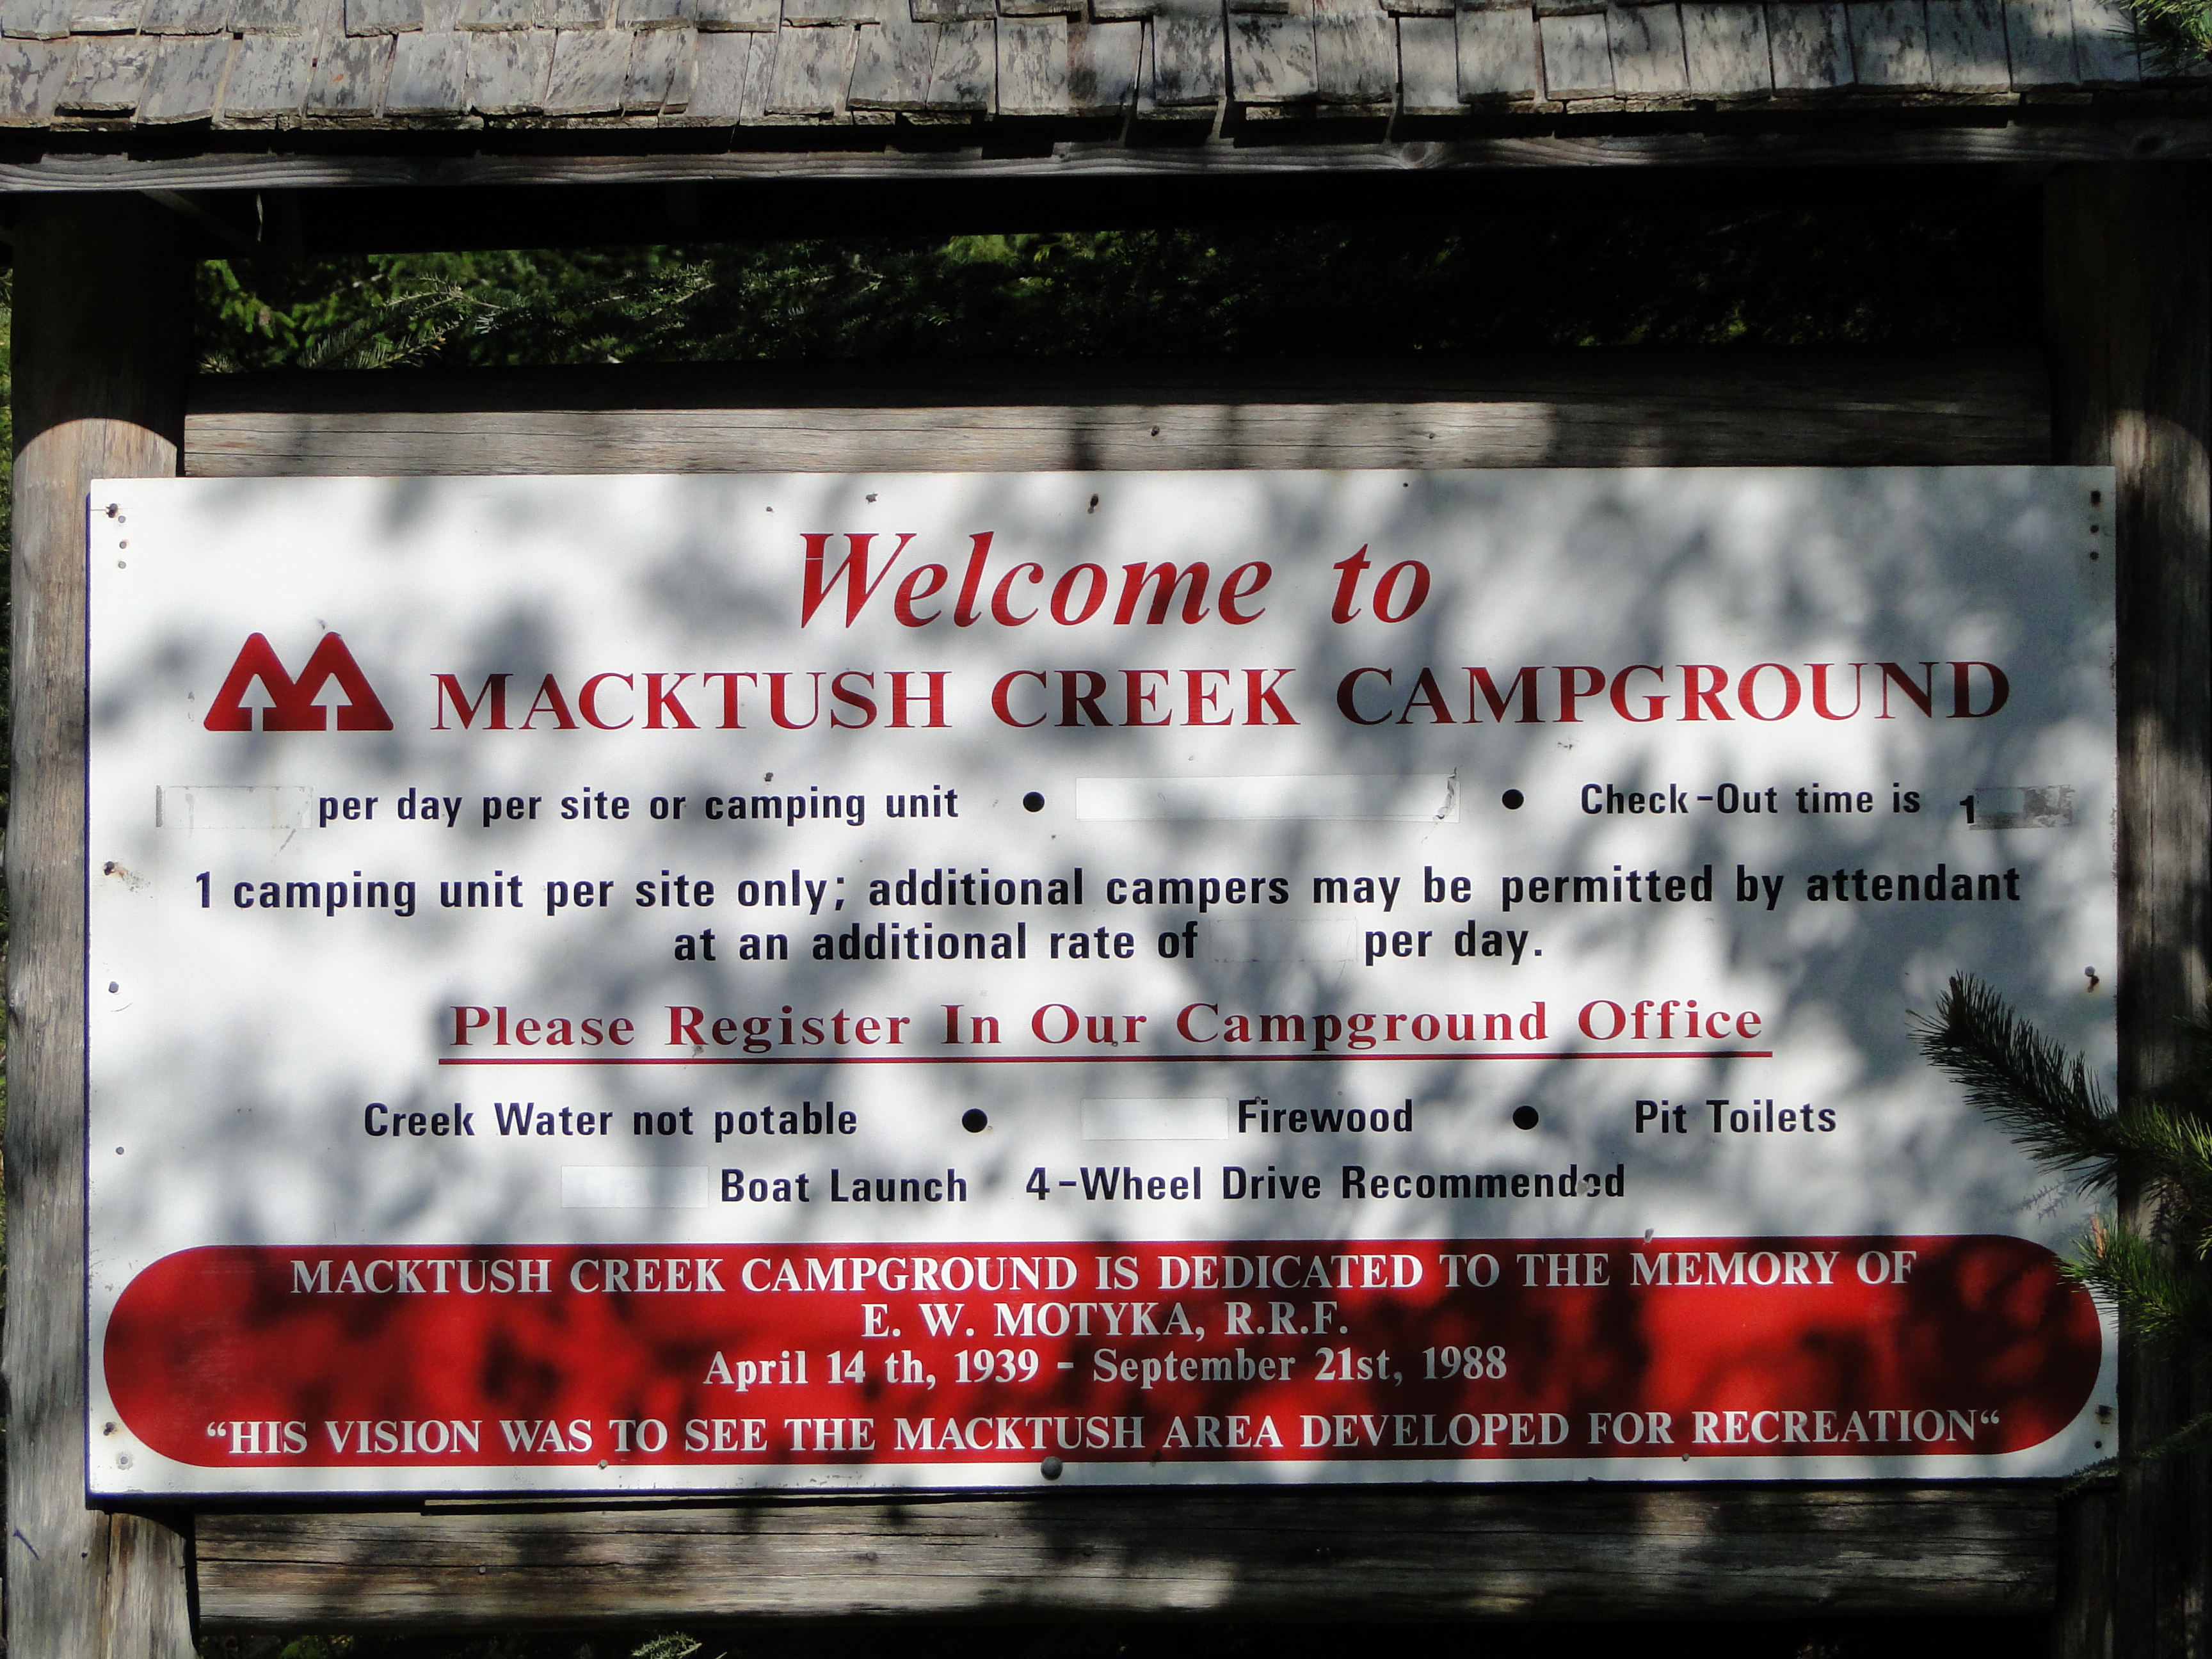 Welcome to
MACKTUSH CREEK CAMPGROUND
per day per site or camping unit • • Check-Out time is 1
1 camping unit per site only; additional campers may be permitted by attendant
at an additional rate of per day.
Please Register In Our Campground Office
Creek Water not potable • Firewood • Pit Toilets
Boat Launch 4-Wheel Drive Recommended
MACKTUSH CREEK CAMPGROUND IS DEDICATED TO THE MEMORY OF
E. W. MOTYKA, R.R.F.
April 14 th, 1939 - September 21st, 1988
“HIS VISION WAS TO SEE THE MACKTUSH AREA DEVELOPED FOR RECREATION“